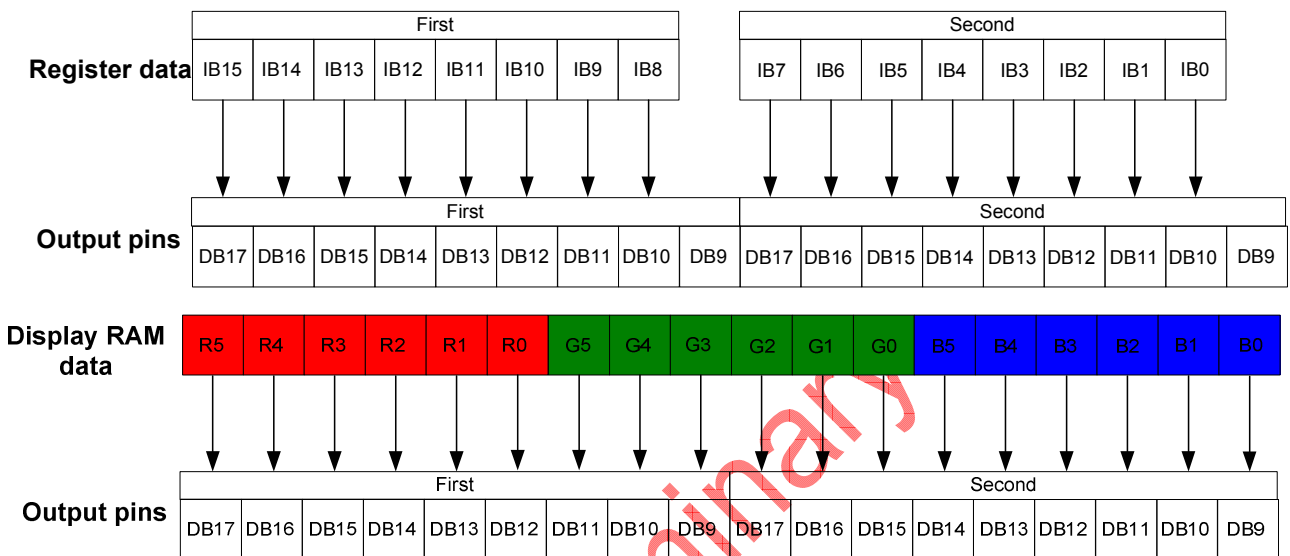 First Second
Register data IB15 IB14 IB13 IB12 IB11 IB10 IB9 IB8 IB7 IB6 IB5 IB4 IB3 IB2 IB1 IB0
First Second
Output pins DB17 DB16 DB15 DB14 DB13 DB12 DB11 DB10 DB9 DB17 DB16 DB15 DB14 DB13 DB12 DB11 DB10 DB9
Display RAM
data
R5 R4 R3 R2 R1 R0 G5 G4 G3 G2 G1 G0 B5 B4 B3 B2 B1 B0
First Second
Output pins DB17 DB16 DB15 DB14 DB13 DB12 DB11 DB10 DB9 DB17 DB16 DB15 DB14 DB13 DB12 DB11 DB10 DB9